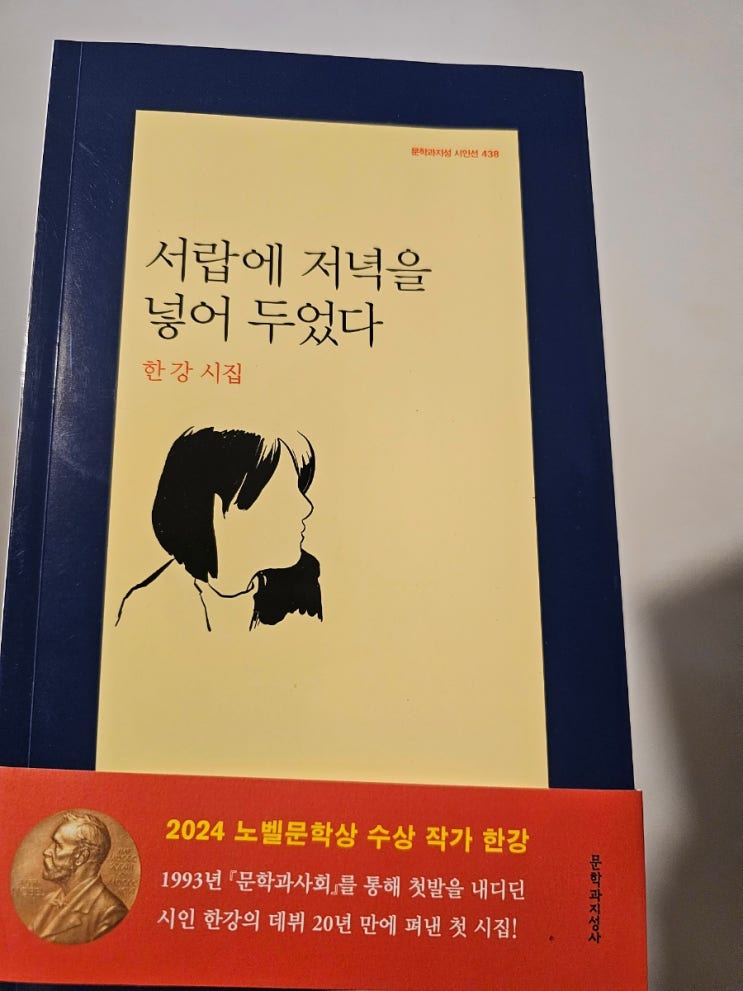 문학과지성 시인선 438
서랍에 저녁을
넣어 두었다
한강 시집
2024 노벨문학상 수상 작가 한강
1993년 『문학과사회』를 통해 첫발을 내디딘
시인 한강의 데뷔 20년 만에 펴낸 첫 시집!
문학과지성사